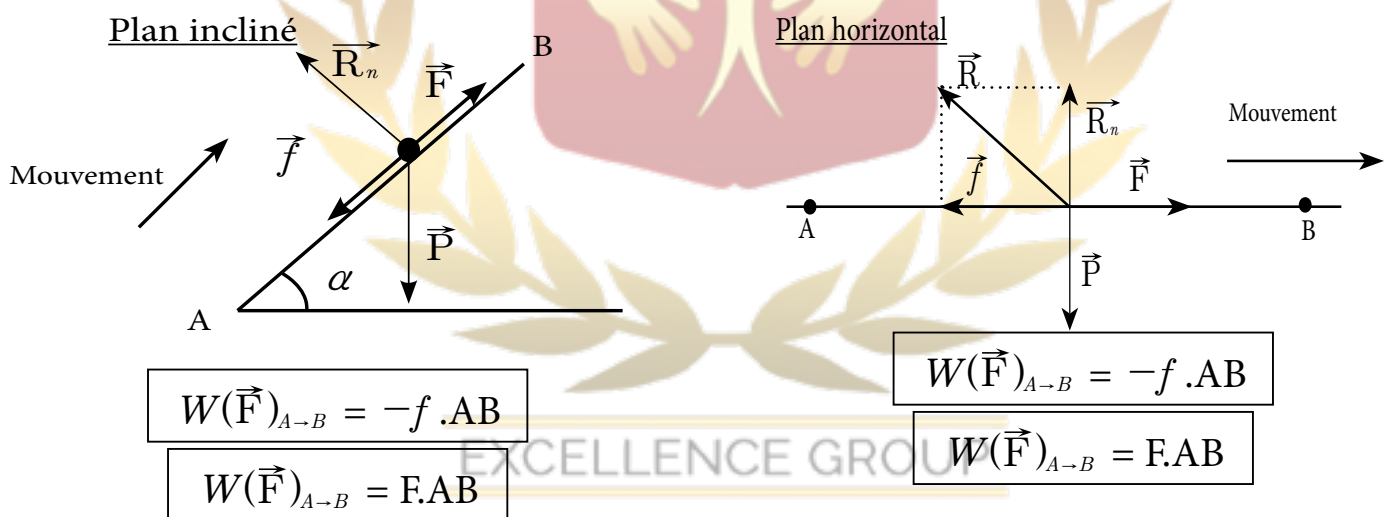 Plan incliné
B
R⃗ₙ
F⃗
f⃗
Mouvement
P⃗
α
A
W(F⃗)A→B = −f .AB
W(F⃗)A→B = F.AB
Plan horizontal
R⃗
R⃗ₙ
Mouvement
f⃗
F⃗
A
B
P⃗
W(F⃗)A→B = −f .AB
W(F⃗)A→B = F.AB
EXCELLENCE GROUP